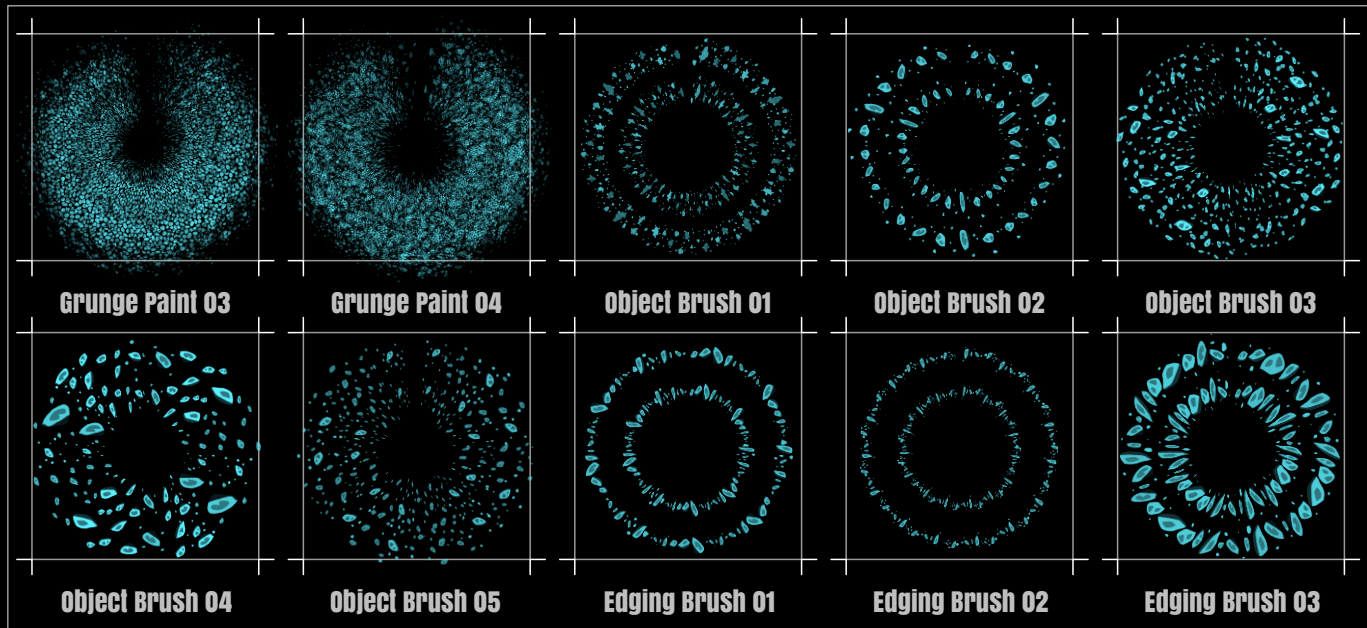 Grunge Paint 03
Grunge Paint 04
Object Brush 01
Object Brush 02
Object Brush 03
Object Brush 04
Object Brush 05
Edging Brush 01
Edging Brush 02
Edging Brush 03